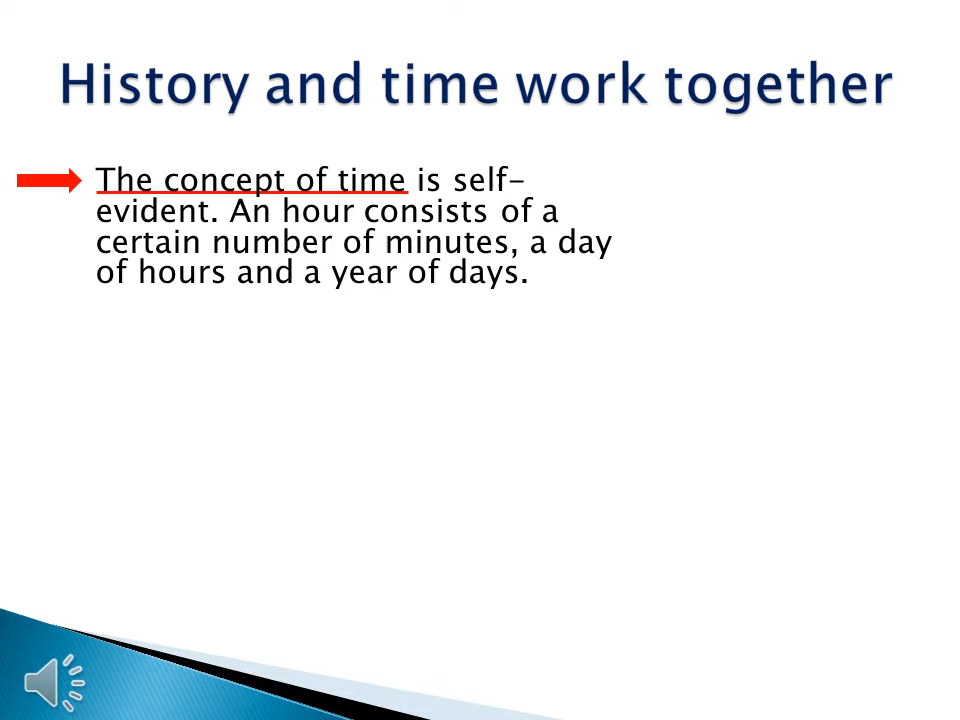 History and time work together
The concept of time is self-
evident. An hour consists of a
certain number of minutes, a day
of hours and a year of days.